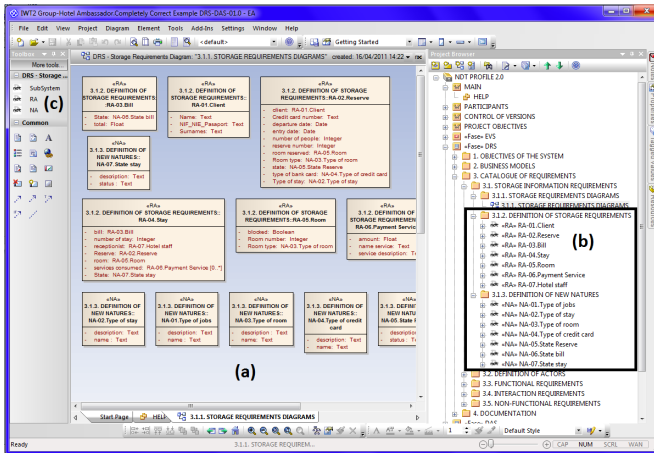 IWT2 Group-Hotel Ambassador.Completely Correct Example DRS-DAS-01.0 - EA
File Edit View Project Diagram Element Tools Add-Ins Settings Window Help
<default> Getting Started
Toolbox
More tools...
DRS - Storage ...
SubSystem
RA
NA
(c)
Common
DRS - Storage Requirements Diagram: "3.1.1. STORAGE REQUIREMENTS DIAGRAMS" created: 16/04/2011 14:22
«RA»
3.1.2. DEFINITION OF
STORAGE REQUIREMENTS:
:RA-03.Bill
- State: NA-06.State bill
- total: Float
«RA»
3.1.2. DEFINITION OF
STORAGE REQUIREMENTS::
RA-01.Client
- Name: Text
- NIF_NIE_Passport: Text
- Surnames: Text
«RA»
3.1.2. DEFINITION OF
STORAGE REQUIREMENTS::RA-02.Reserve
- client: RA-01.Client
- Credit card number: Text
- departure date: Date
- entry date: Date
- number of people: Integer
- reserve number: Integer
- room reserved: RA-05.Room
- Room type: NA-03.Type of room
- state: NA-05.State Reserve
- type of bank card: NA-04.Type of credit card
- Type of stay: NA-02.Type of stay
«NA»
3.1.3. DEFINITION OF
NEW NATURES::
NA-07.State stay
- description: Text
- status : Text
«RA»
3.1.2. DEFINITION OF STORAGE REQUIREMENTS::
RA-04.Stay
- bill: RA-03.Bill
- number of stay: Integer
- receptionist: RA-07.Hotel staff
- Reserve: RA-02.Reserve
- room: RA-05.Room
- services consumed: RA-06.Payment Service [0..*]
- State: NA-07.State stay
«RA»
3.1.2. DEFINITION OF STORAGE
REQUIREMENTS::RA-05.Room
- blocked: Boolean
- Room number: Integer
- Room type: NA-03.Type of room
«RA»
3.1.2. DEFINITION OF
STORAGE REQUIREMENTS
RA-06.Payment Servic
- amount: Float
- name service: Text
- service description: T
«NA»
3.1.3. DEFINITION OF
NEW NATURES::
NA-02.Type of stay
- description: Text
- name : Text
«NA»
3.1.3. DEFINITION OF
NEW NATURES::
NA-01.Type of jobs
- description: Text
- name : Text
«NA»
3.1.3. DEFINITION OF
NEW NATURES::
NA-03.Type of room
- description: Text
- name : Text
«NA»
3.1.3. DEFINITION OF
NEW NATURES::
NA-04.Type of credit
card
- description: Text
- name: Text
«NA»
3.1.3. DEFINITI
NEW NATUR
NA-05.State R
- description
- status : T
(a)
Start Page HELP 3.1.1. STORAGE REQUIREMENTS DIAGRAMS
Project Browser
NDT PROFILE 2.0
MAIN
HELP
PARTICIPANTS
CONTROL OF VERSIONS
PROJECT OBJECTIVES
«Fase» EVS
«Fase» DRS
1. OBJECTIVES OF THE SYSTEM
2. BUSINESS MODELS
3. CATALOGUE OF REQUIREMENTS
3.1. STORAGE INFORMATION REQUIREMENTS
3.1.1. STORAGE REQUIREMENTS DIAGRAMS
3.1.1. STORAGE REQUIREMENTS DIAGRAMS
3.1.2. DEFINITION OF STORAGE REQUIREMENTS
«RA» RA-01.Client
«RA» RA-02.Reserve
«RA» RA-03.Bill
«RA» RA-04.Stay
«RA» RA-05.Room
«RA» RA-06.Payment Service
«RA» RA-07.Hotel staff
(b)
3.1.3. DEFINITION OF NEW NATURES
«NA» NA-01.Type of jobs
«NA» NA-02.Type of stay
«NA» NA-03.Type of room
«NA» NA-04.Type of credit card
«NA» NA-05.State Reserve
«NA» NA-06.State bill
«NA» NA-07.State stay
3.2. DEFINITION OF ACTORS
3.3. FUNCTIONAL REQUIREMENTS
3.4. INTERACTION REQUIREMENTS
3.5. NON-FUNCTIONAL REQUIREMENTS
4. DOCUMENTATION
«Fase» DAS
1 Default Style
Ready 3.1.1. STORAGE REQUIREM... CAP NUM SCRL WAN